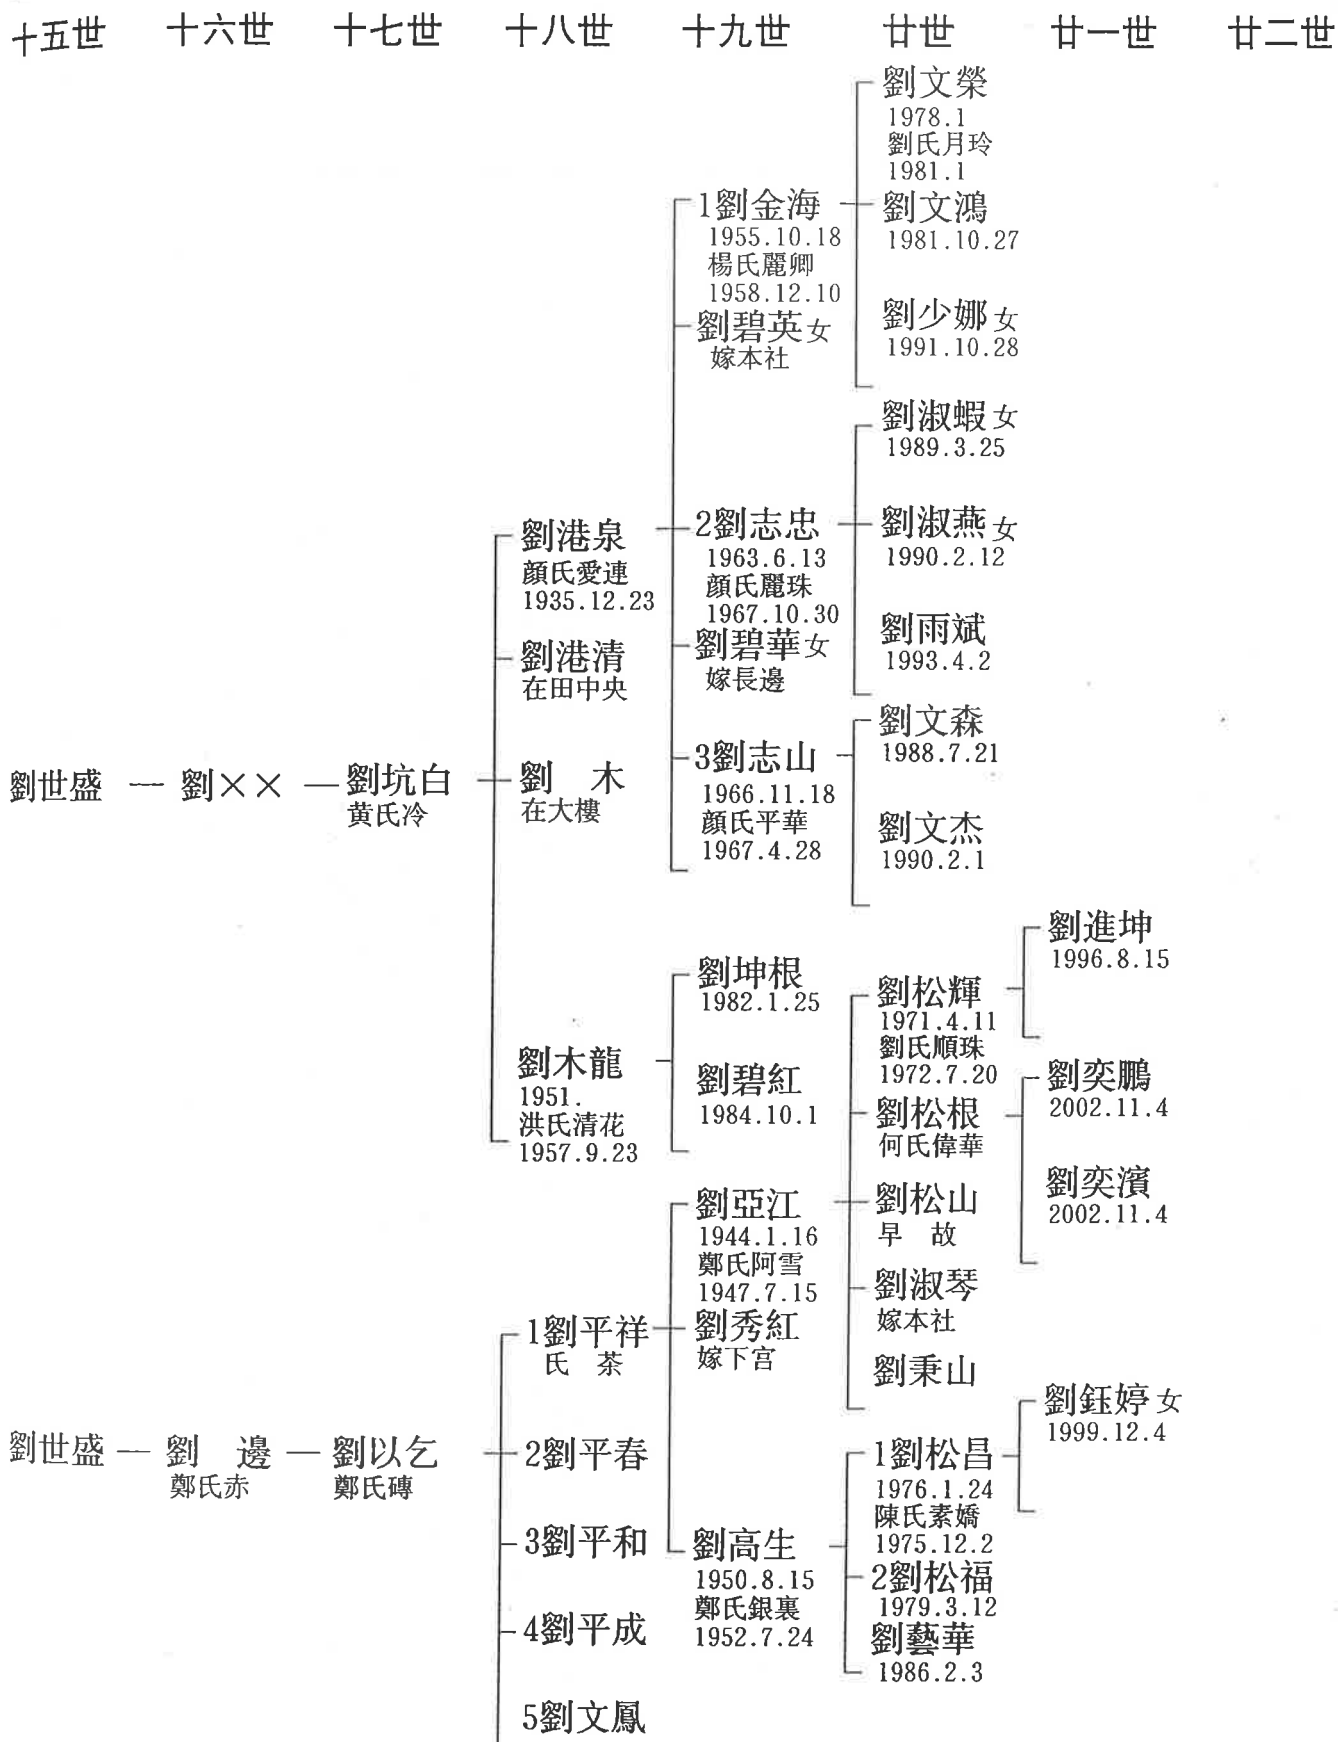 十五世 十六世 十七世 十八世 十九世 廿世 廿一世 廿二世
劉世盛
劉××
劉坑白
黄氏冷
劉港泉
顔氏愛連
1935.12.23
劉港清
在田中央
劉 木
在大樓
劉木龍
1951.
洪氏清花
1957.9.23
1劉金海
1955.10.18
楊氏麗卿
1958.12.10
劉碧英女
嫁本社
2劉志忠
1963.6.13
顔氏麗珠
1967.10.30
劉碧華女
嫁長邊
3劉志山
1966.11.18
顔氏平華
1967.4.28
劉坤根
1982.1.25
劉碧紅
1984.10.1
劉文榮
1978.1
劉氏月玲
1981.1
劉文鴻
1981.10.27
劉少娜女
1991.10.28
劉淑蝦女
1989.3.25
劉淑燕女
1990.2.12
劉雨斌
1993.4.2
劉文森
1988.7.21
劉文杰
1990.2.1
劉世盛
劉 邊
鄭氏赤
劉以乞
鄭氏磚
1劉平祥
氏 茶
2劉平春
3劉平和
4劉平成
5劉文鳳
劉亞江
1944.1.16
鄭氏阿雪
1947.7.15
劉秀紅
嫁下宫
劉高生
1950.8.15
鄭氏銀裏
1952.7.24
劉松輝
1971.4.11
劉氏順珠
1972.7.20
劉松根
何氏偉華
劉松山
早 故
劉淑琴
嫁本社
劉秉山
1劉松昌
1976.1.24
陳氏素嬌
1975.12.2
2劉松福
1979.3.12
劉藝華
1986.2.3
劉進坤
1996.8.15
劉奕鵬
2002.11.4
劉奕濱
2002.11.4
劉鈺婷女
1999.12.4